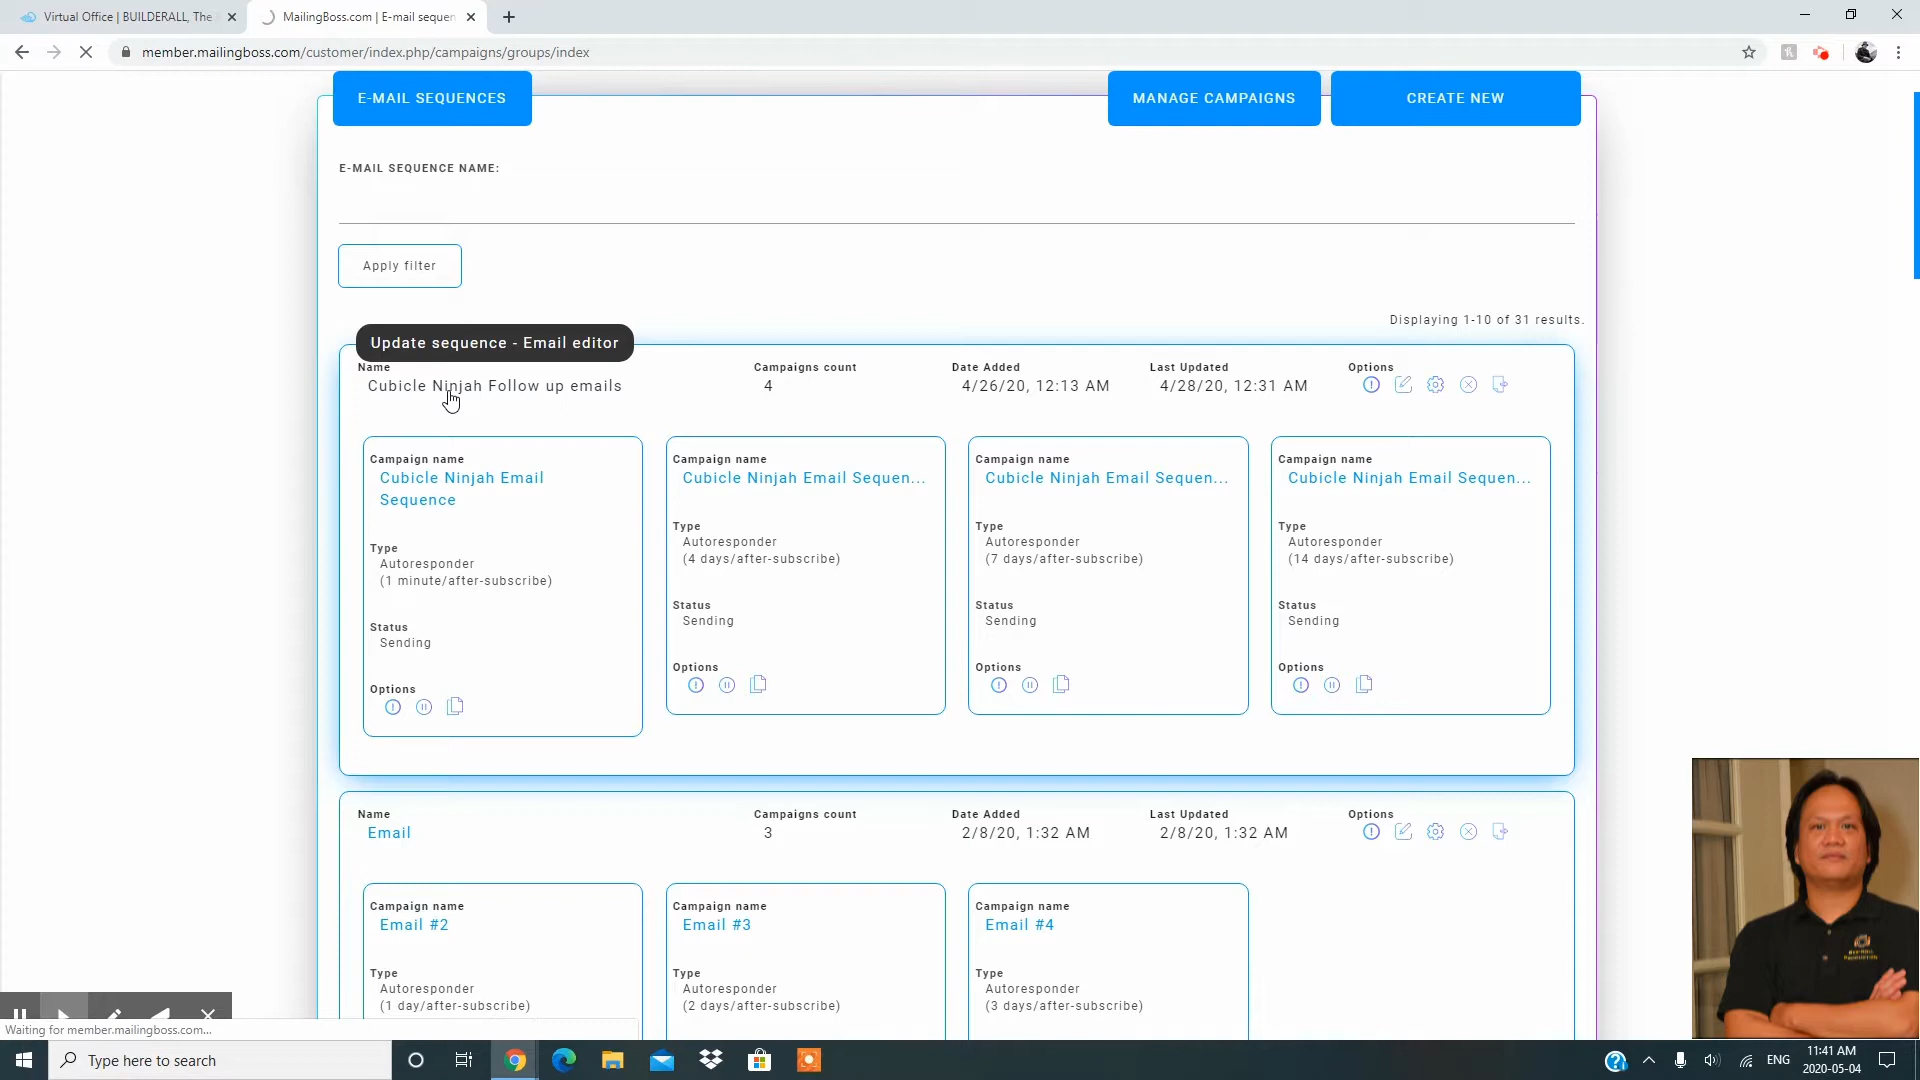 Virtual Office | BUILDERALL, The
MailingBoss.com | E-mail sequen
member.mailingboss.com/customer/index.php/campaigns/groups/index
E-MAIL SEQUENCES
MANAGE CAMPAIGNS
CREATE NEW
E-MAIL SEQUENCE NAME:
Apply filter
Displaying 1-10 of 31 results.
Update sequence - Email editor
Name
Campaigns count
Date Added
Last Updated
Options
Cubicle Ninjah Follow up emails
4
4/26/20, 12:13 AM
4/28/20, 12:31 AM
Campaign name
Cubicle Ninjah Email
Sequence
Type
Autoresponder
(1 minute/after-subscribe)
Status
Sending
Options
Campaign name
Cubicle Ninjah Email Sequen...
Type
Autoresponder
(4 days/after-subscribe)
Status
Sending
Options
Campaign name
Cubicle Ninjah Email Sequen...
Type
Autoresponder
(7 days/after-subscribe)
Status
Sending
Options
Campaign name
Cubicle Ninjah Email Sequen...
Type
Autoresponder
(14 days/after-subscribe)
Status
Sending
Options
Name
Campaigns count
Date Added
Last Updated
Options
Email
3
2/8/20, 1:32 AM
2/8/20, 1:32 AM
Campaign name
Email #2
Type
Autoresponder
(1 day/after-subscribe)
Campaign name
Email #3
Type
Autoresponder
(2 days/after-subscribe)
Campaign name
Email #4
Type
Autoresponder
(3 days/after-subscribe)
Waiting for member.mailingboss.com...
Type here to search
ENG
11:41 AM
2020-05-04